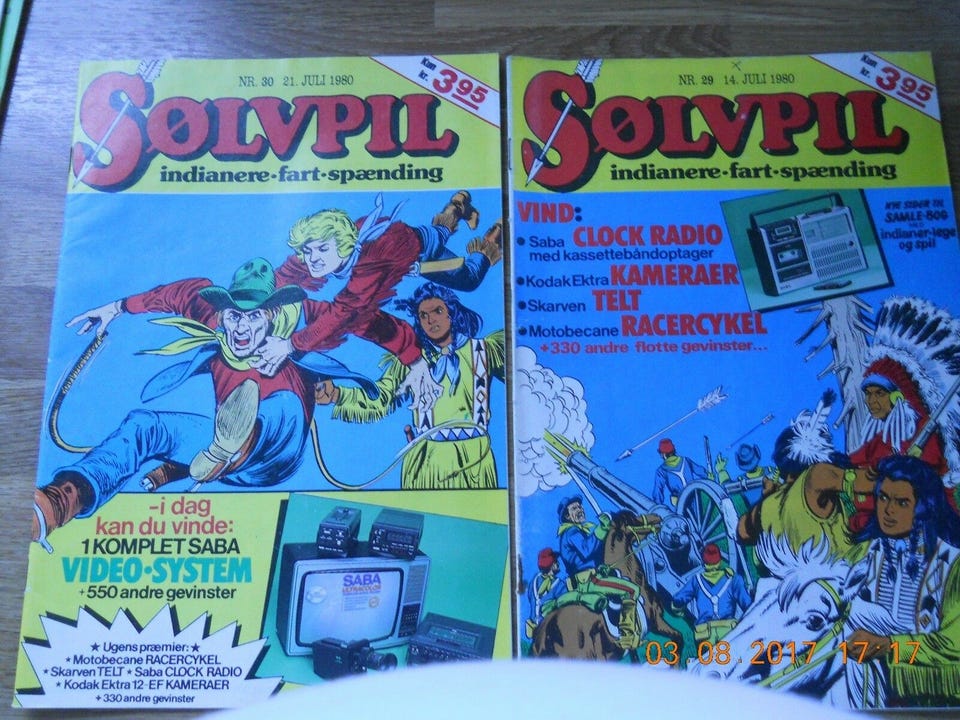 NR. 30 21. JULI 1980
Kun
kr. 3.95
SØLVPIL
indianere·fart·spænding
-i dag
kan du vinde:
1 KOMPLET SABA
VIDEO·SYSTEM
+550 andre gevinster
SABA
ULTRACOLOR
★ Ugens præmier: ★
★ Motobecane RACERCYKEL
★ Skarven TELT ★ Saba CLOCK RADIO
★ Kodak Ektra 12-EF KAMERAER
+330 andre gevinster
NR. 29 14. JULI 1980
Kun
kr. 3.95
SØLVPIL
indianere·fart·spænding
VIND:
• Saba CLOCK RADIO
med kassettebåndoptager
• Kodak Ektra KAMERAER
• Skarven TELT
• Motobecane RACERCYKEL
+330 andre flotte gevinster...
NYE SIDER TIL
SAMLE-BOG
MED
indianer-lege
og spil
03.08.2017 17:17